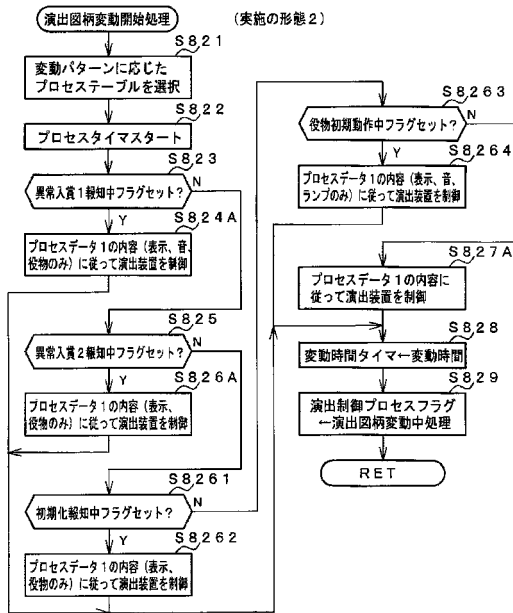 演出図柄変動開始処理
(実施の形態2)
S821
変動パターンに応じた
プロセステーブルを選択
S822
プロセスタイマスタート
S823
異常入賞1報知中フラグセット?
N
Y
S824A
プロセスデータ1の内容(表示、音、
役物のみ)に従って演出装置を制御
S825
異常入賞2報知中フラグセット?
N
Y
S826A
プロセスデータ1の内容(表示、
役物のみ)に従って演出装置を制御
S8261
初期化報知中フラグセット?
N
Y
S8262
プロセスデータ1の内容(表示、
役物のみ)に従って演出装置を制御
S8263
役物初期動作中フラグセット?
N
Y
S8264
プロセスデータ1の内容(表示、音、
ランプのみ)に従って演出装置を制御
S827A
プロセスデータ1の内容に
従って演出装置を制御
S828
変動時間タイマ←変動時間
S829
演出制御プロセスフラグ
←演出図柄変動中処理
RET